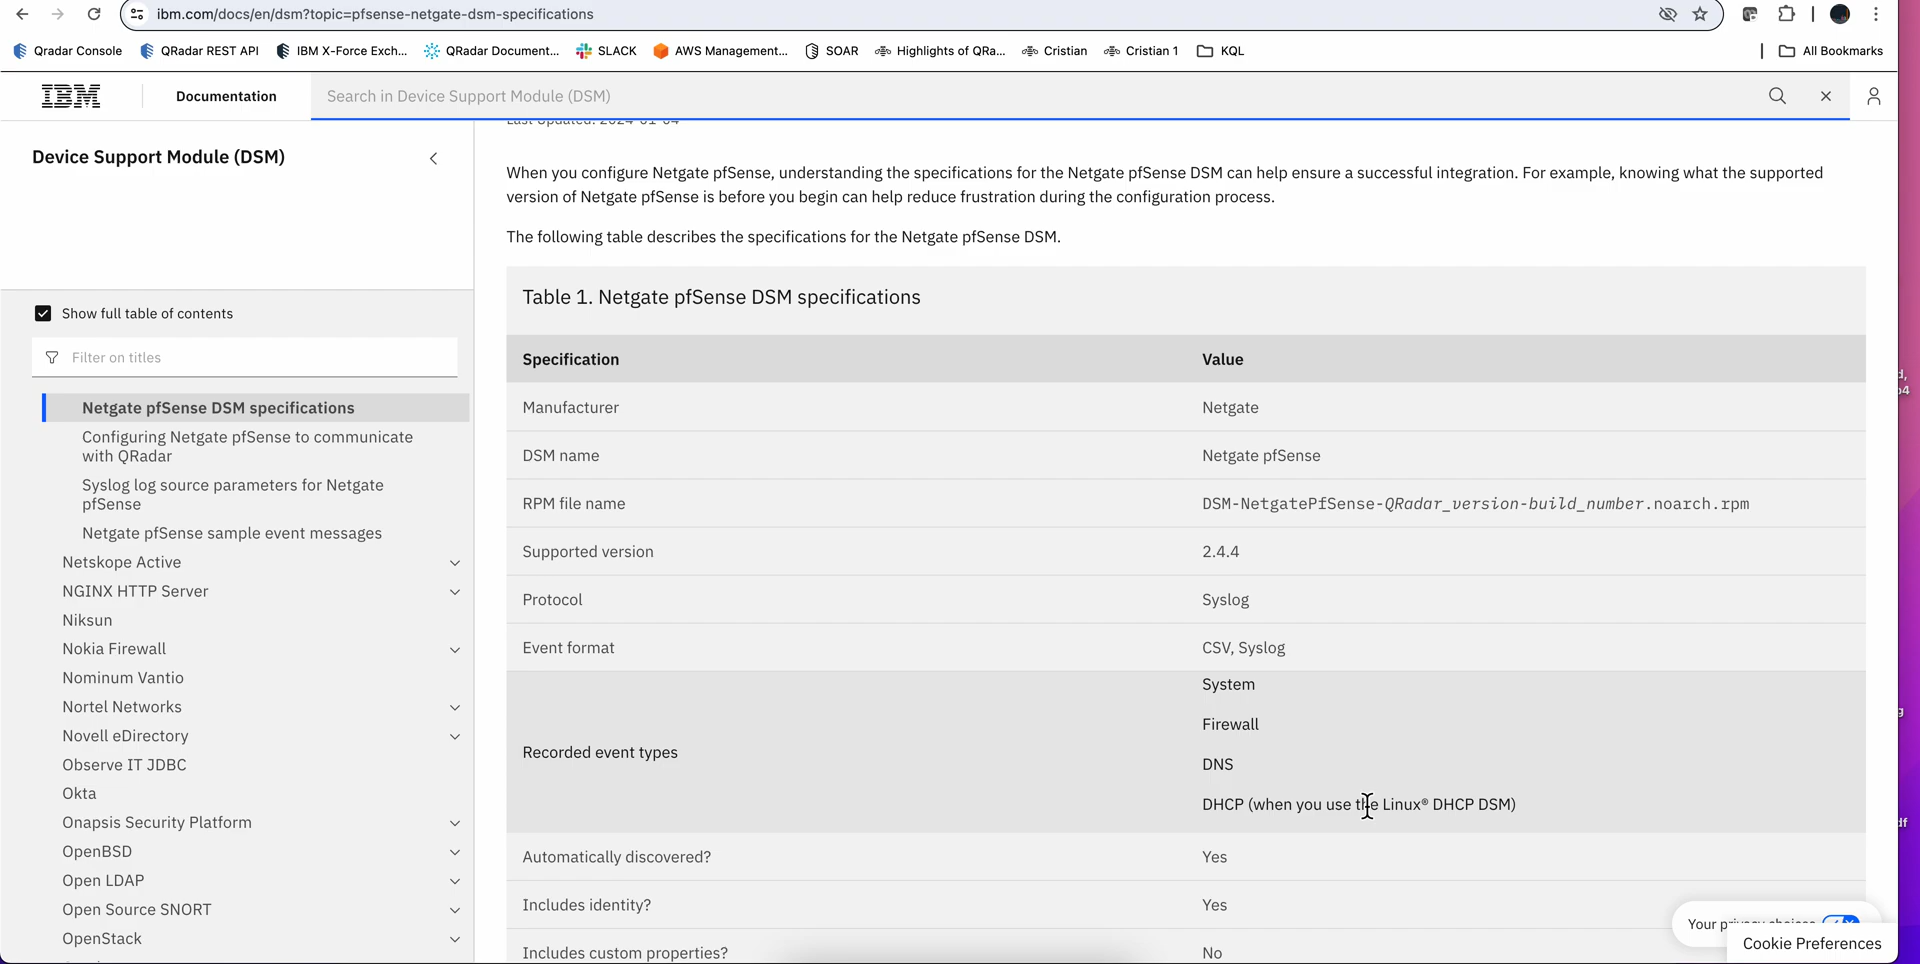 ibm.com/docs/en/dsm?topic=pfsense-netgate-dsm-specifications
Qradar Console
QRadar REST API
IBM X-Force Exch...
QRadar Document...
SLACK
AWS Management...
SOAR
Highlights of QRa...
Cristian
Cristian 1
KQL
All Bookmarks
IBM
Documentation
Search in Device Support Module (DSM)
Device Support Module (DSM)
Show full table of contents
Filter on titles
Netgate pfSense DSM specifications
Configuring Netgate pfSense to communicate
with QRadar
Syslog log source parameters for Netgate
pfSense
Netgate pfSense sample event messages
Netskope Active
NGINX HTTP Server
Niksun
Nokia Firewall
Nominum Vantio
Nortel Networks
Novell eDirectory
Observe IT JDBC
Okta
Onapsis Security Platform
OpenBSD
Open LDAP
Open Source SNORT
OpenStack
Last Updated: 2024-01-04
When you configure Netgate pfSense, understanding the specifications for the Netgate pfSense DSM can help ensure a successful integration. For example, knowing what the supported
version of Netgate pfSense is before you begin can help reduce frustration during the configuration process.
The following table describes the specifications for the Netgate pfSense DSM.
Table 1. Netgate pfSense DSM specifications
Specification Value
Manufacturer Netgate
DSM name Netgate pfSense
RPM file name DSM-NetgatePfSense-QRadar_version-build_number.noarch.rpm
Supported version 2.4.4
Protocol Syslog
Event format CSV, Syslog
Recorded event types
System
Firewall
DNS
DHCP (when you use the Linux® DHCP DSM)
Automatically discovered? Yes
Includes identity? Yes
Includes custom properties? No
Your privacy choices
Cookie Preferences